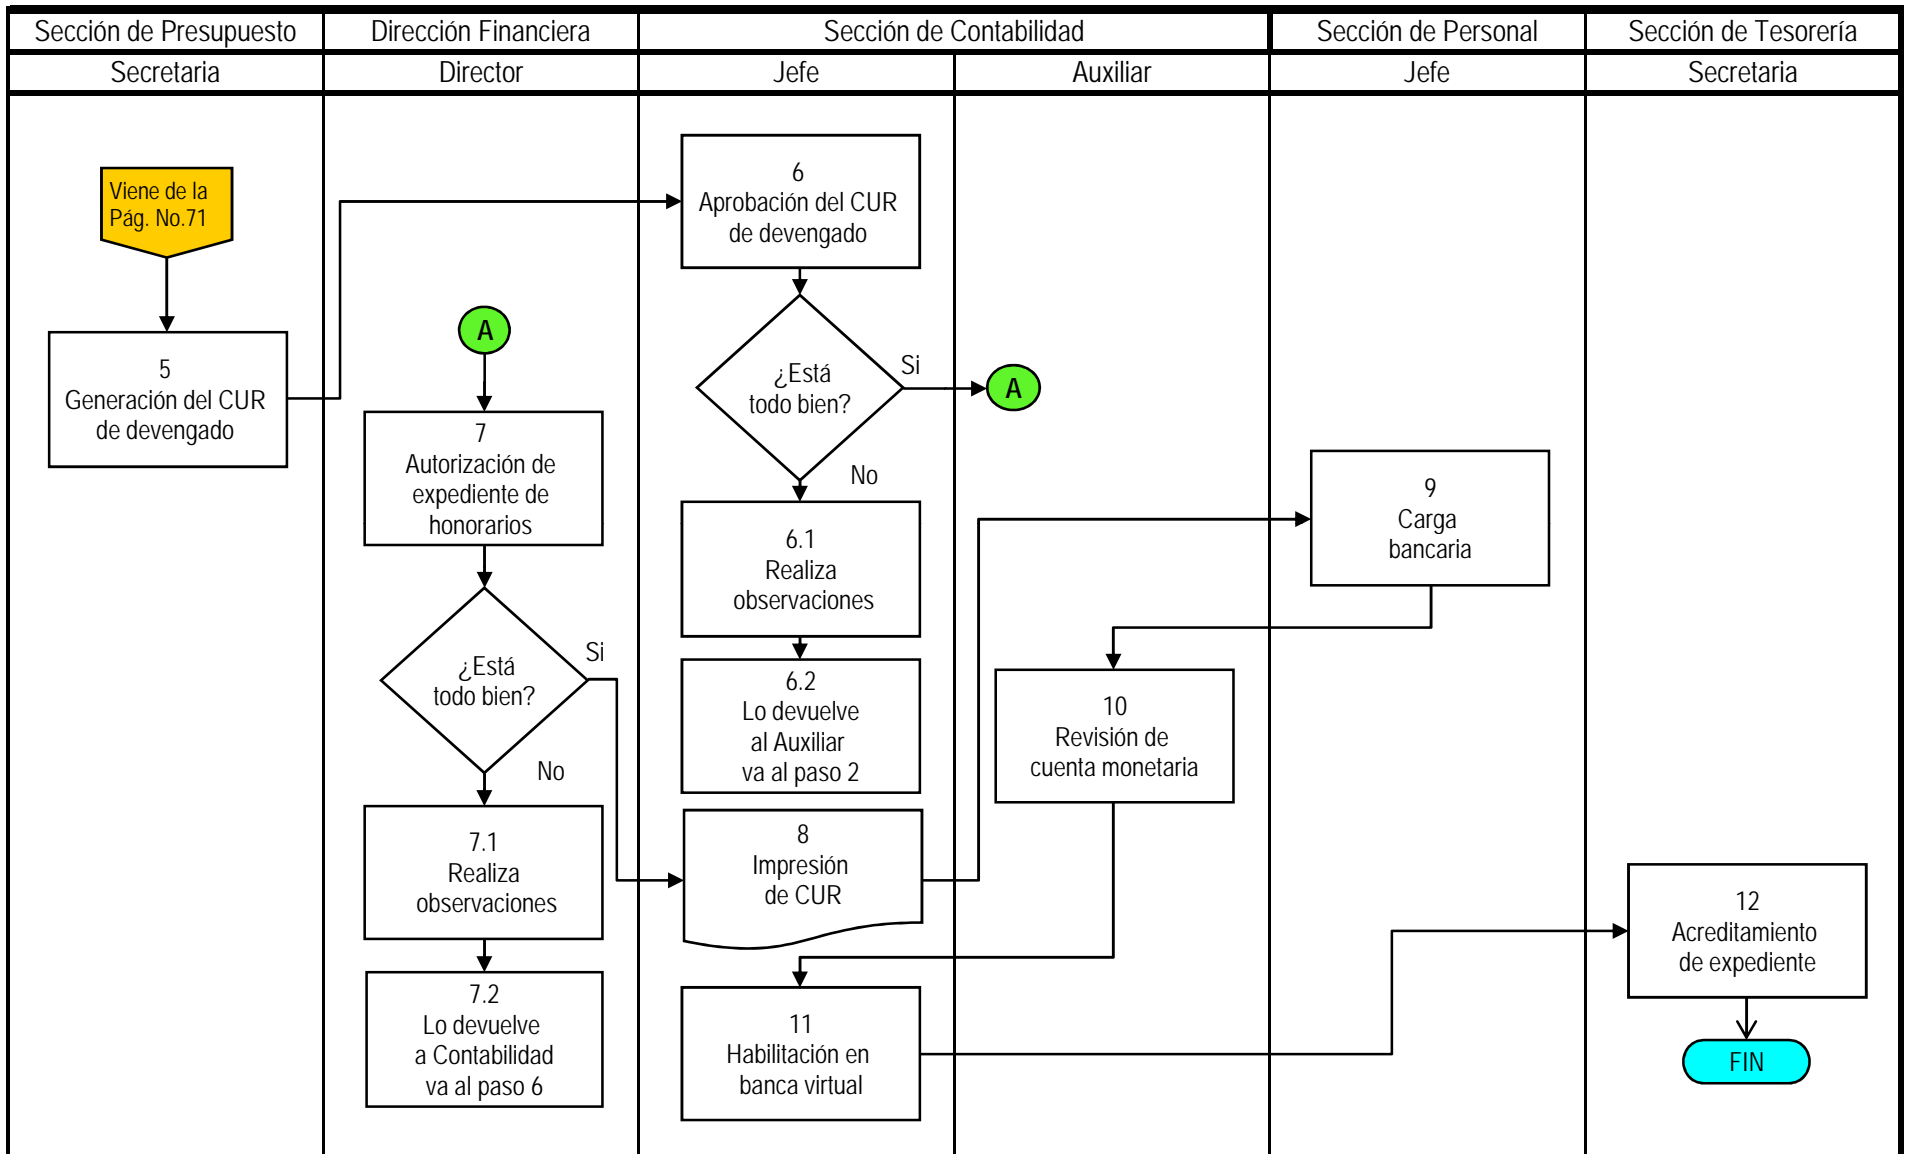 Sección de Presupuesto
Dirección Financiera
Sección de Contabilidad
Sección de Personal
Sección de Tesorería
Secretaria
Director
Jefe
Auxiliar
Jefe
Secretaria
Viene de la
Pág. No.71
5
Generación del CUR
de devengado
A
7
Autorización de
expediente de
honorarios
¿Está
todo bien?
Si
No
7.1
Realiza
observaciones
7.2
Lo devuelve
a Contabilidad
va al paso 6
6
Aprobación del CUR
de devengado
¿Está
todo bien?
Si
No
6.1
Realiza
observaciones
6.2
Lo devuelve
al Auxiliar
va al paso 2
8
Impresión
de CUR
11
Habilitación en
banca virtual
A
10
Revisión de
cuenta monetaria
9
Carga
bancaria
12
Acreditamiento
de expediente
FIN